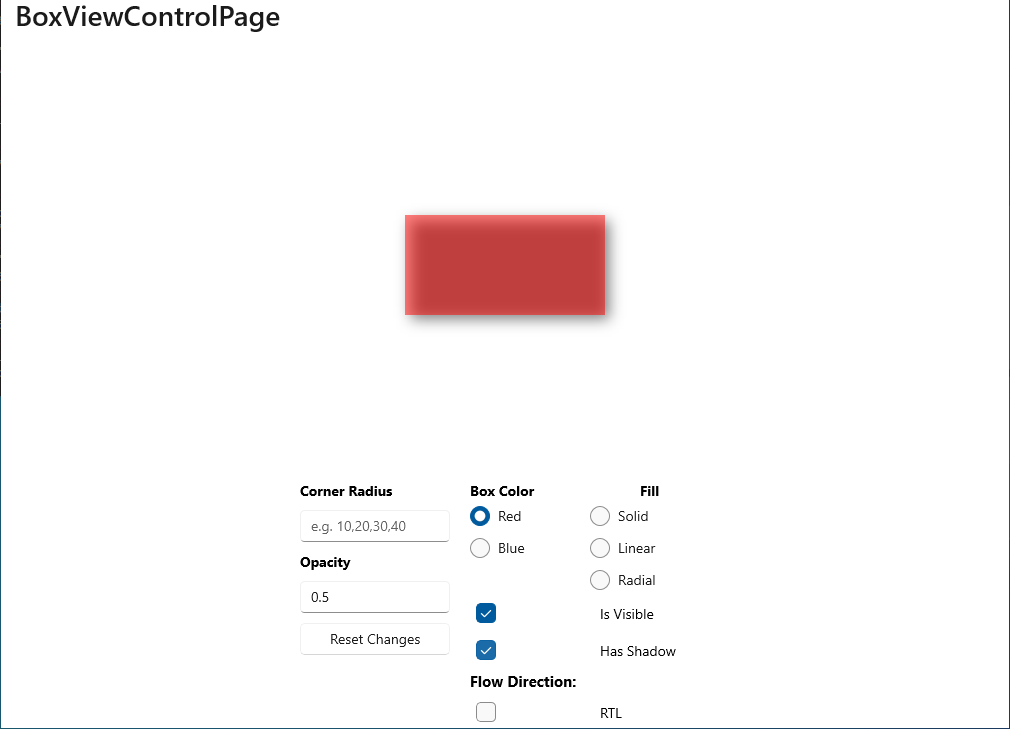 BoxViewControlPage
Corner Radius
e.g. 10,20,30,40
Opacity
0.5
Reset Changes
Box Color
Red
Blue
Fill
Solid
Linear
Radial
Is Visible
Has Shadow
Flow Direction:
RTL